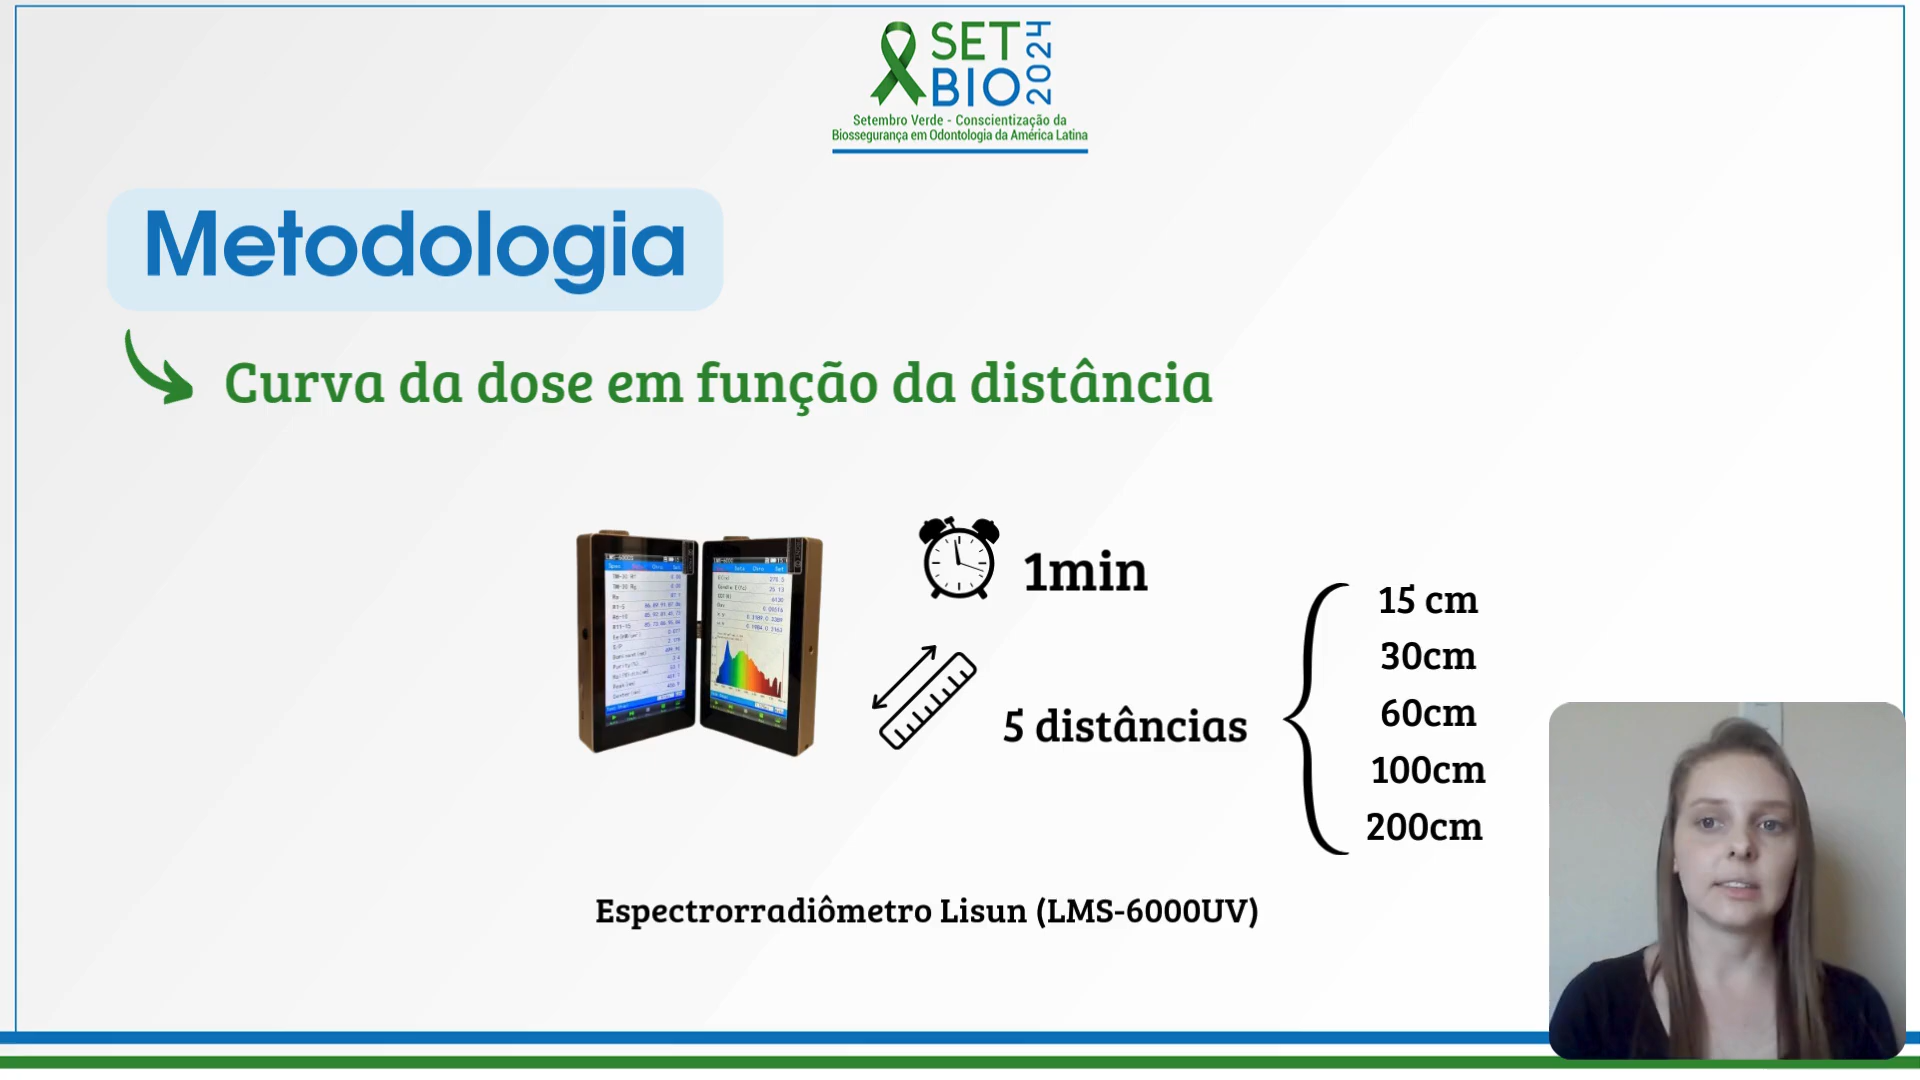 SET
BIO
2024
Setembro Verde - Conscientização da
Biossegurança em Odontologia da América Latina
Metodologia
Curva da dose em função da distância
1min
5 distâncias
15 cm
30cm
60cm
100cm
200cm
Espectrorradiômetro Lisun (LMS-6000UV)